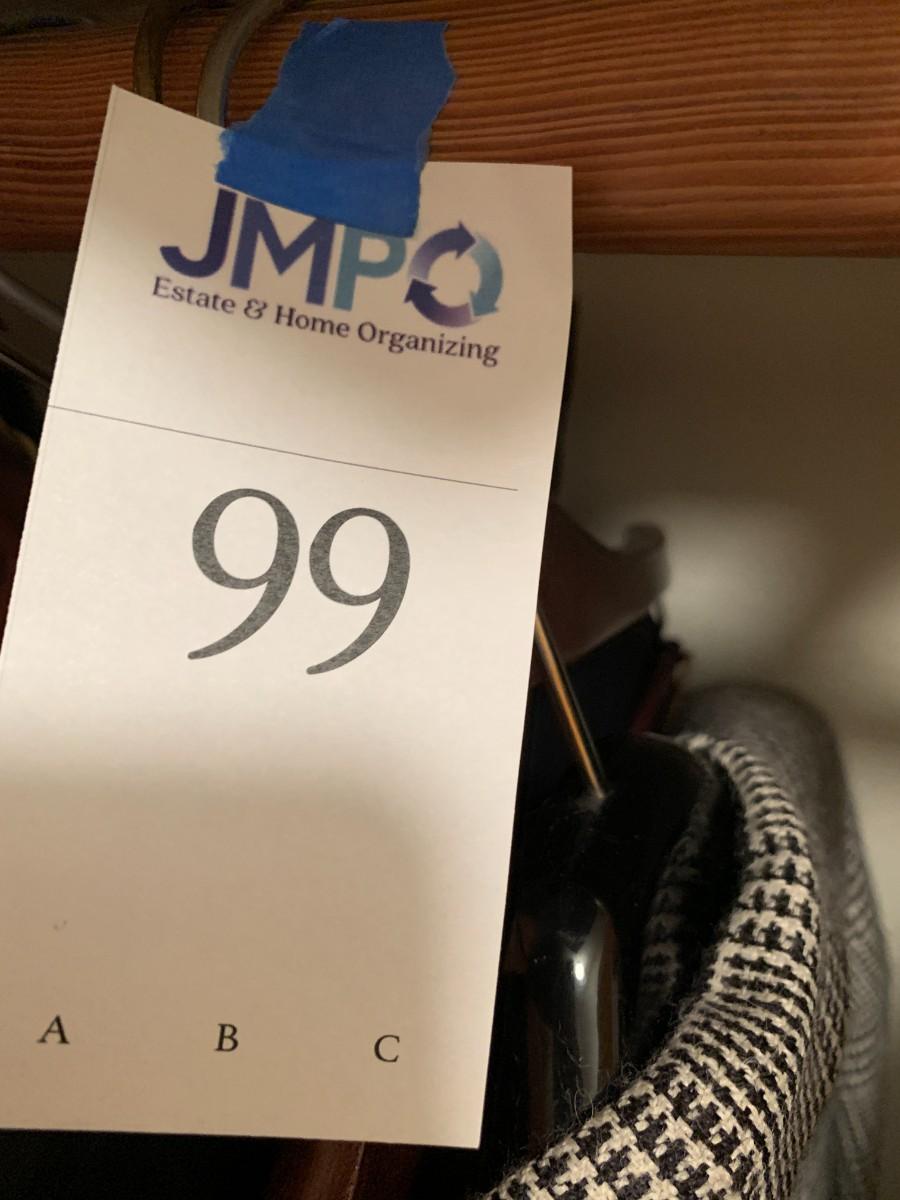 JMPO
Estate & Home Organizing
99
A B C